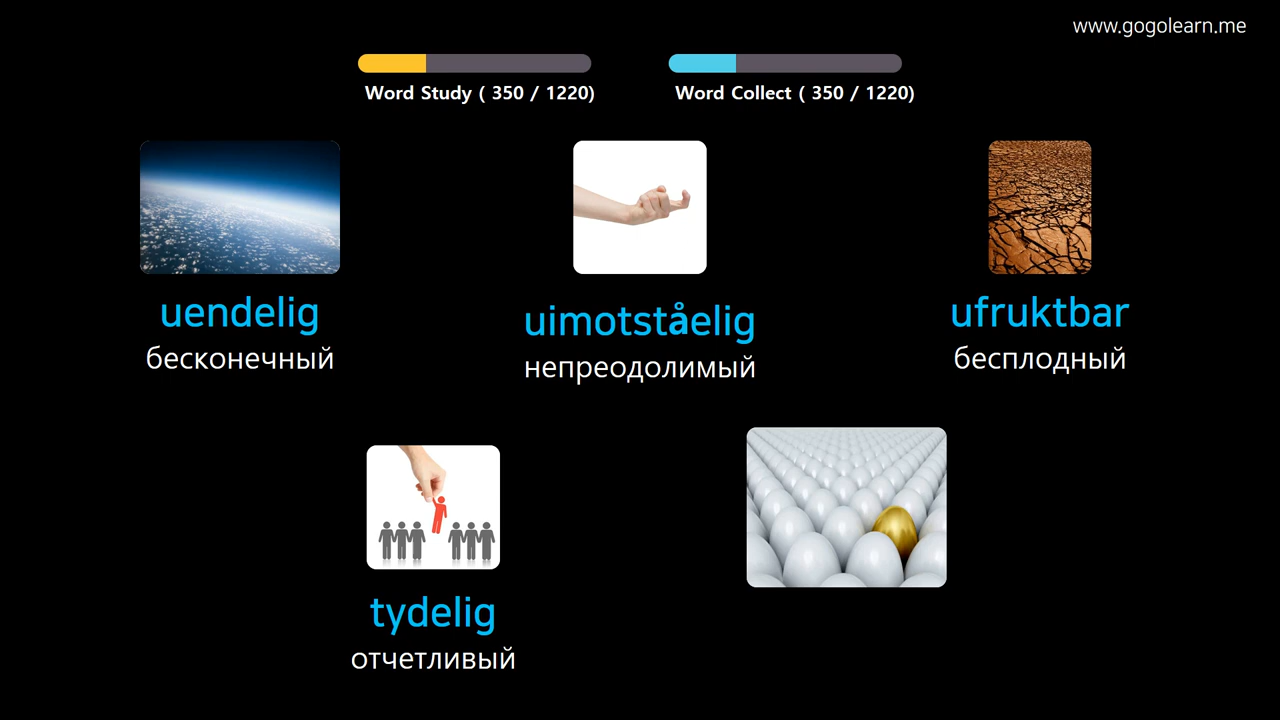 www.gogolearn.me
Word Study ( 350 / 1220)
Word Collect ( 350 / 1220)
uendelig
бесконечный
uimotståelig
непреодолимый
ufruktbar
бесплодный
tydelig
отчетливый